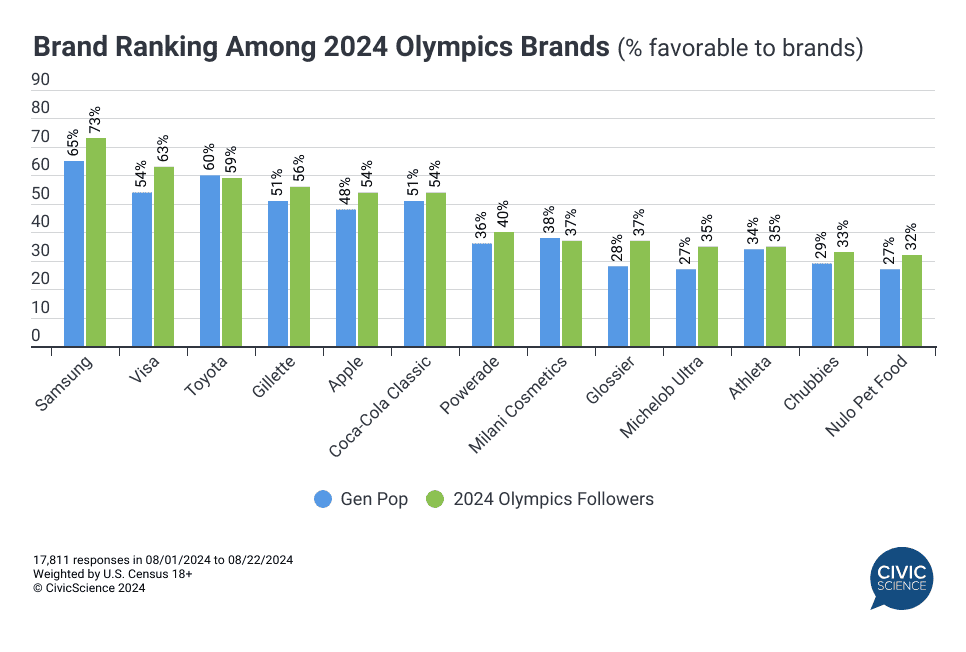 Brand Ranking Among 2024 Olympics Brands (% favorable to brands)
90
80
70
60
50
40
30
20
10
0
65% 73%
54% 63%
60% 59%
51% 56%
48% 54%
51% 54%
36% 40%
38% 37%
28% 37%
27% 35%
34% 35%
29% 33%
27% 32%
Samsung
Visa
Toyota
Gillette
Apple
Coca-Cola Classic
Powerade
Milani Cosmetics
Glossier
Michelob Ultra
Athleta
Chubbies
Nulo Pet Food
Gen Pop 2024 Olympics Followers
17,811 responses in 08/01/2024 to 08/22/2024
Weighted by U.S. Census 18+
© CivicScience 2024
CIVIC
SCIENCE